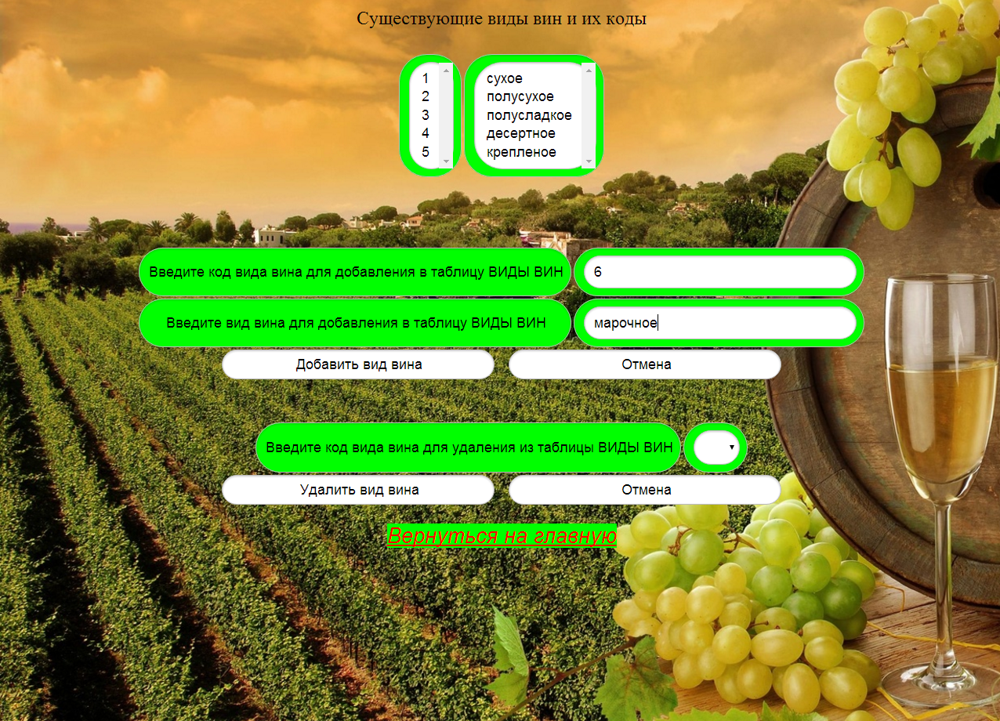 Существующие виды вин и их коды
1
2
3
4
5
сухое
полусухое
полусладкое
десертное
крепленое
Введите код вида вина для добавления в таблицу ВИДЫ ВИН
6
Введите вид вина для добавления в таблицу ВИДЫ ВИН
марочное
Добавить вид вина
Отмена
Введите код вида вина для удаления из таблицы ВИДЫ ВИН
Удалить вид вина
Отмена
Вернуться на главную